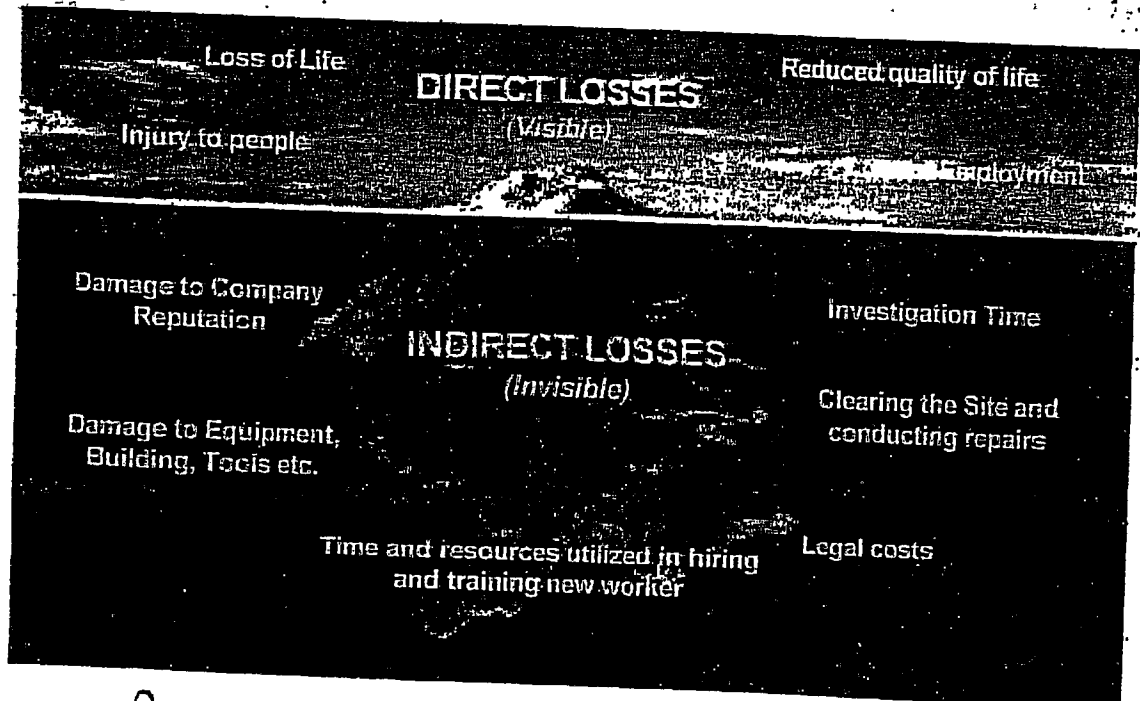 Loss of Life
DIRECT LOSSES
(Visible)
Reduced quality of life
Injury to people
Employment
Damage to Company
Reputation
INDIRECT LOSSES
(Invisible)
Investigation Time
Damage to Equipment,
Building, Tools etc.
Clearing the Site and
conducting repairs
Time and resources utilized in hiring
and training new worker
Legal costs